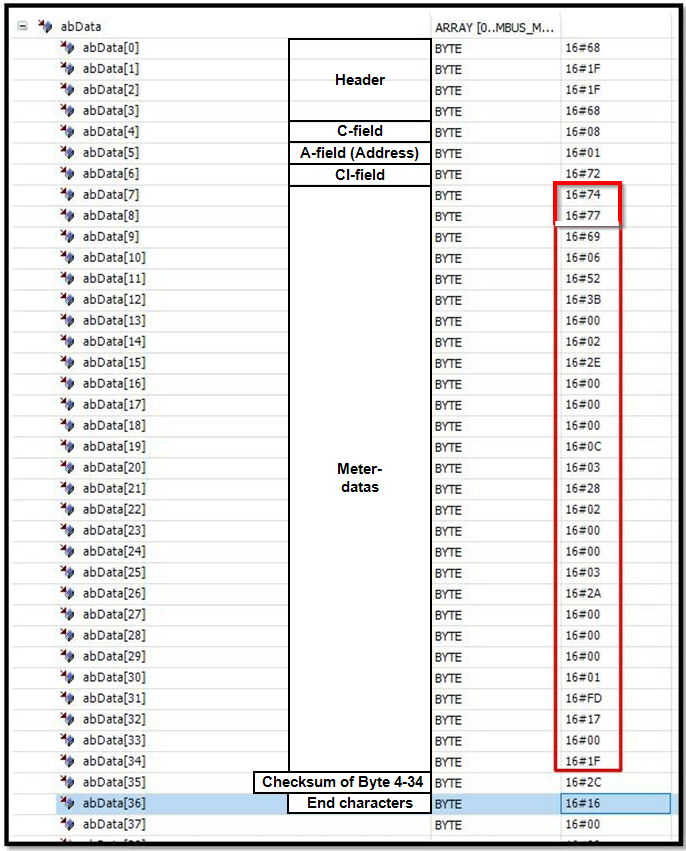 abData ARRAY [0..MBUS_M...
abData[0] BYTE 16#68
abData[1] Header BYTE 16#1F
abData[2] BYTE 16#1F
abData[3] BYTE 16#68
abData[4] C-field BYTE 16#08
abData[5] A-field (Address) BYTE 16#01
abData[6] CI-field BYTE 16#72
abData[7] BYTE 16#74
abData[8] BYTE 16#77
abData[9] BYTE 16#69
abData[10] BYTE 16#06
abData[11] BYTE 16#52
abData[12] BYTE 16#3B
abData[13] BYTE 16#00
abData[14] BYTE 16#02
abData[15] BYTE 16#2E
abData[16] BYTE 16#00
abData[17] BYTE 16#00
abData[18] BYTE 16#00
abData[19] BYTE 16#0C
abData[20] Meter- BYTE 16#03
abData[21] datas BYTE 16#28
abData[22] BYTE 16#02
abData[23] BYTE 16#00
abData[24] BYTE 16#00
abData[25] BYTE 16#03
abData[26] BYTE 16#2A
abData[27] BYTE 16#00
abData[28] BYTE 16#00
abData[29] BYTE 16#00
abData[30] BYTE 16#01
abData[31] BYTE 16#FD
abData[32] BYTE 16#17
abData[33] BYTE 16#00
abData[34] BYTE 16#1F
abData[35] Checksum of Byte 4-34 BYTE 16#2C
abData[36] End characters BYTE 16#16
abData[37] BYTE 16#00